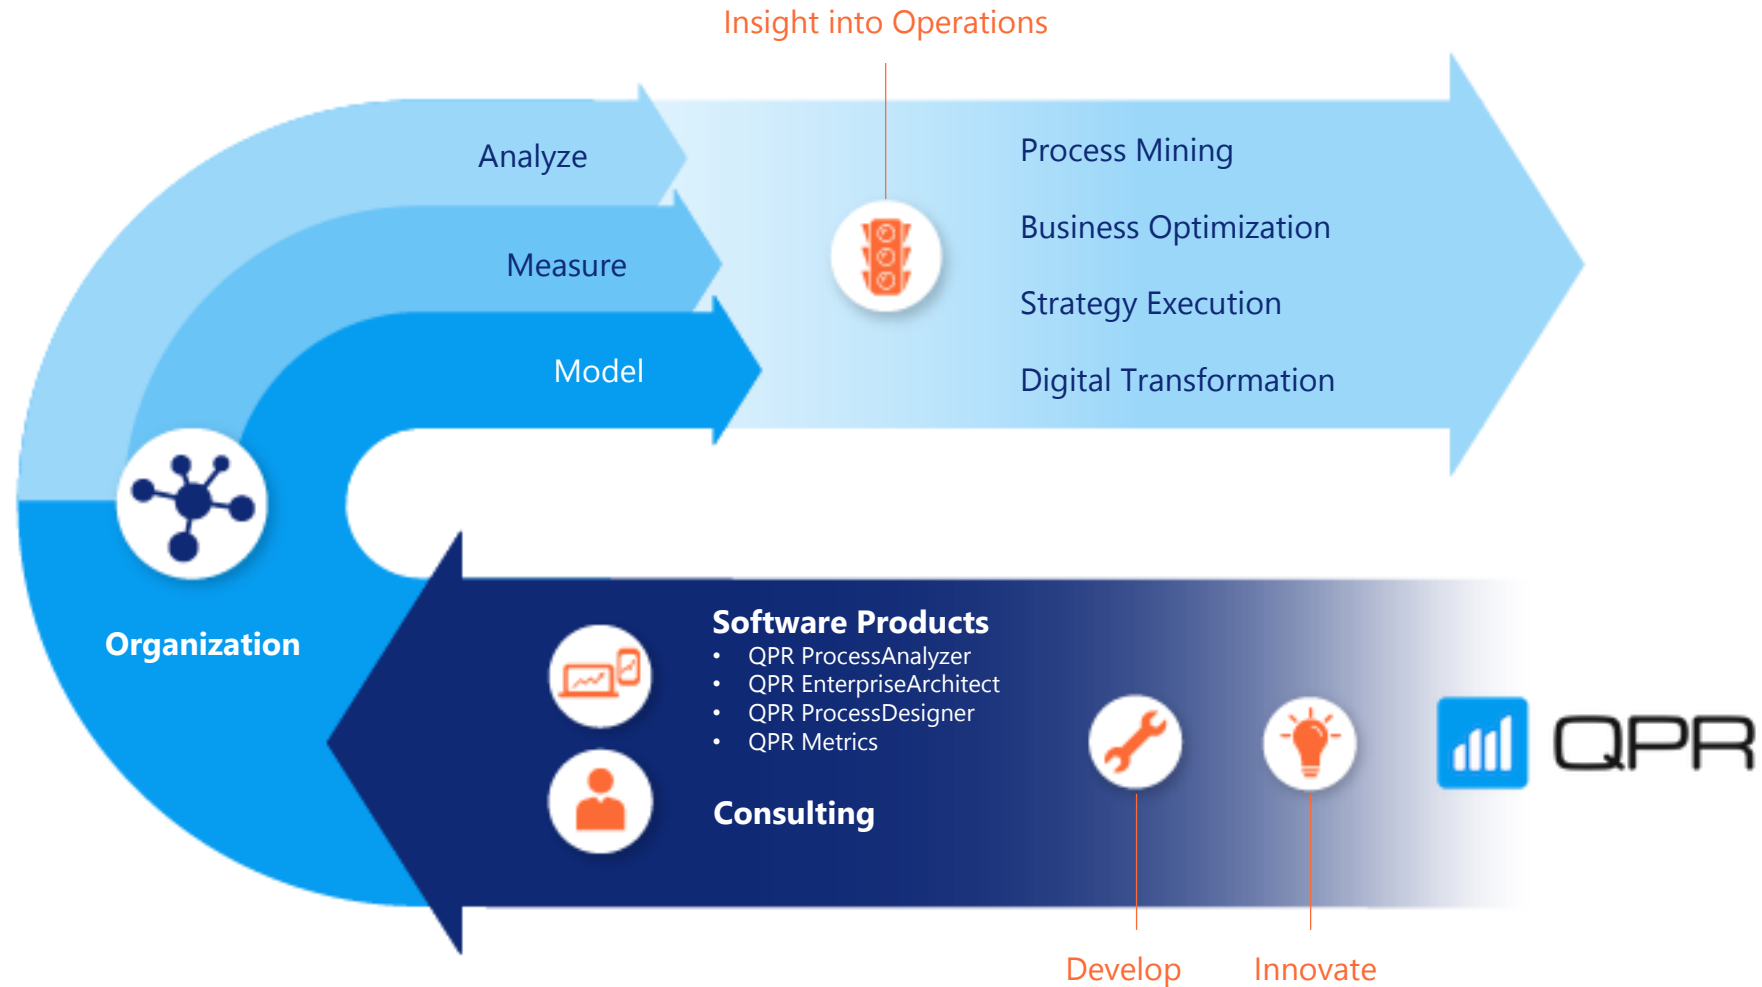 Insight into Operations
Analyze
Measure
Model
Process Mining
Business Optimization
Strategy Execution
Digital Transformation
Organization
Software Products
• QPR ProcessAnalyzer
• QPR EnterpriseArchitect
• QPR ProcessDesigner
• QPR Metrics
Consulting
QPR
Develop
Innovate